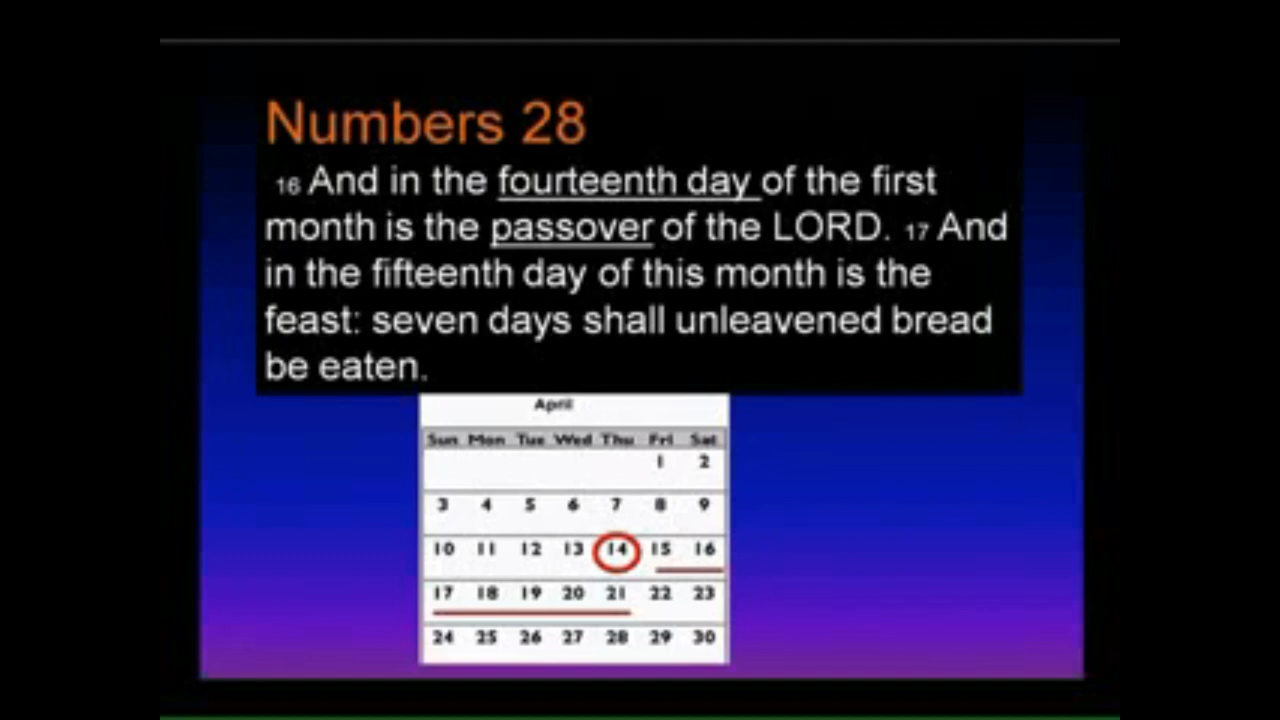 Numbers 28
16 And in the fourteenth day of the first
month is the passover of the LORD. 17 And
in the fifteenth day of this month is the
feast: seven days shall unleavened bread
be eaten.
April
Sun Mon Tue Wed Thu Fri Sat
1 2
3 4 5 6 7 8 9
10 11 12 13 14 15 16
17 18 19 20 21 22 23
24 25 26 27 28 29 30